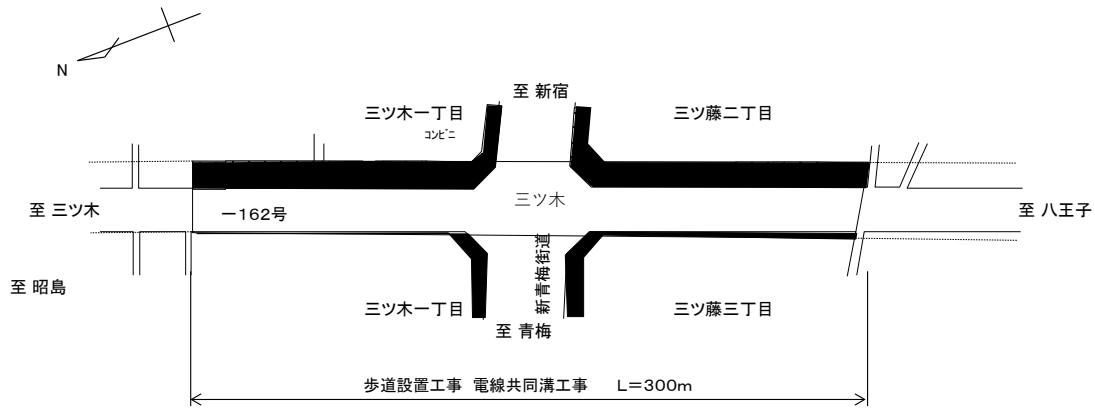 N
至 新宿
三ツ木一丁目
三ツ藤二丁目
コンビニ
三ツ木
至 三ツ木
ー162号
至 八王子
新青梅街道
至 昭島
三ツ木一丁目
三ツ藤三丁目
至 青梅
歩道設置工事 電線共同溝工事 L=300m